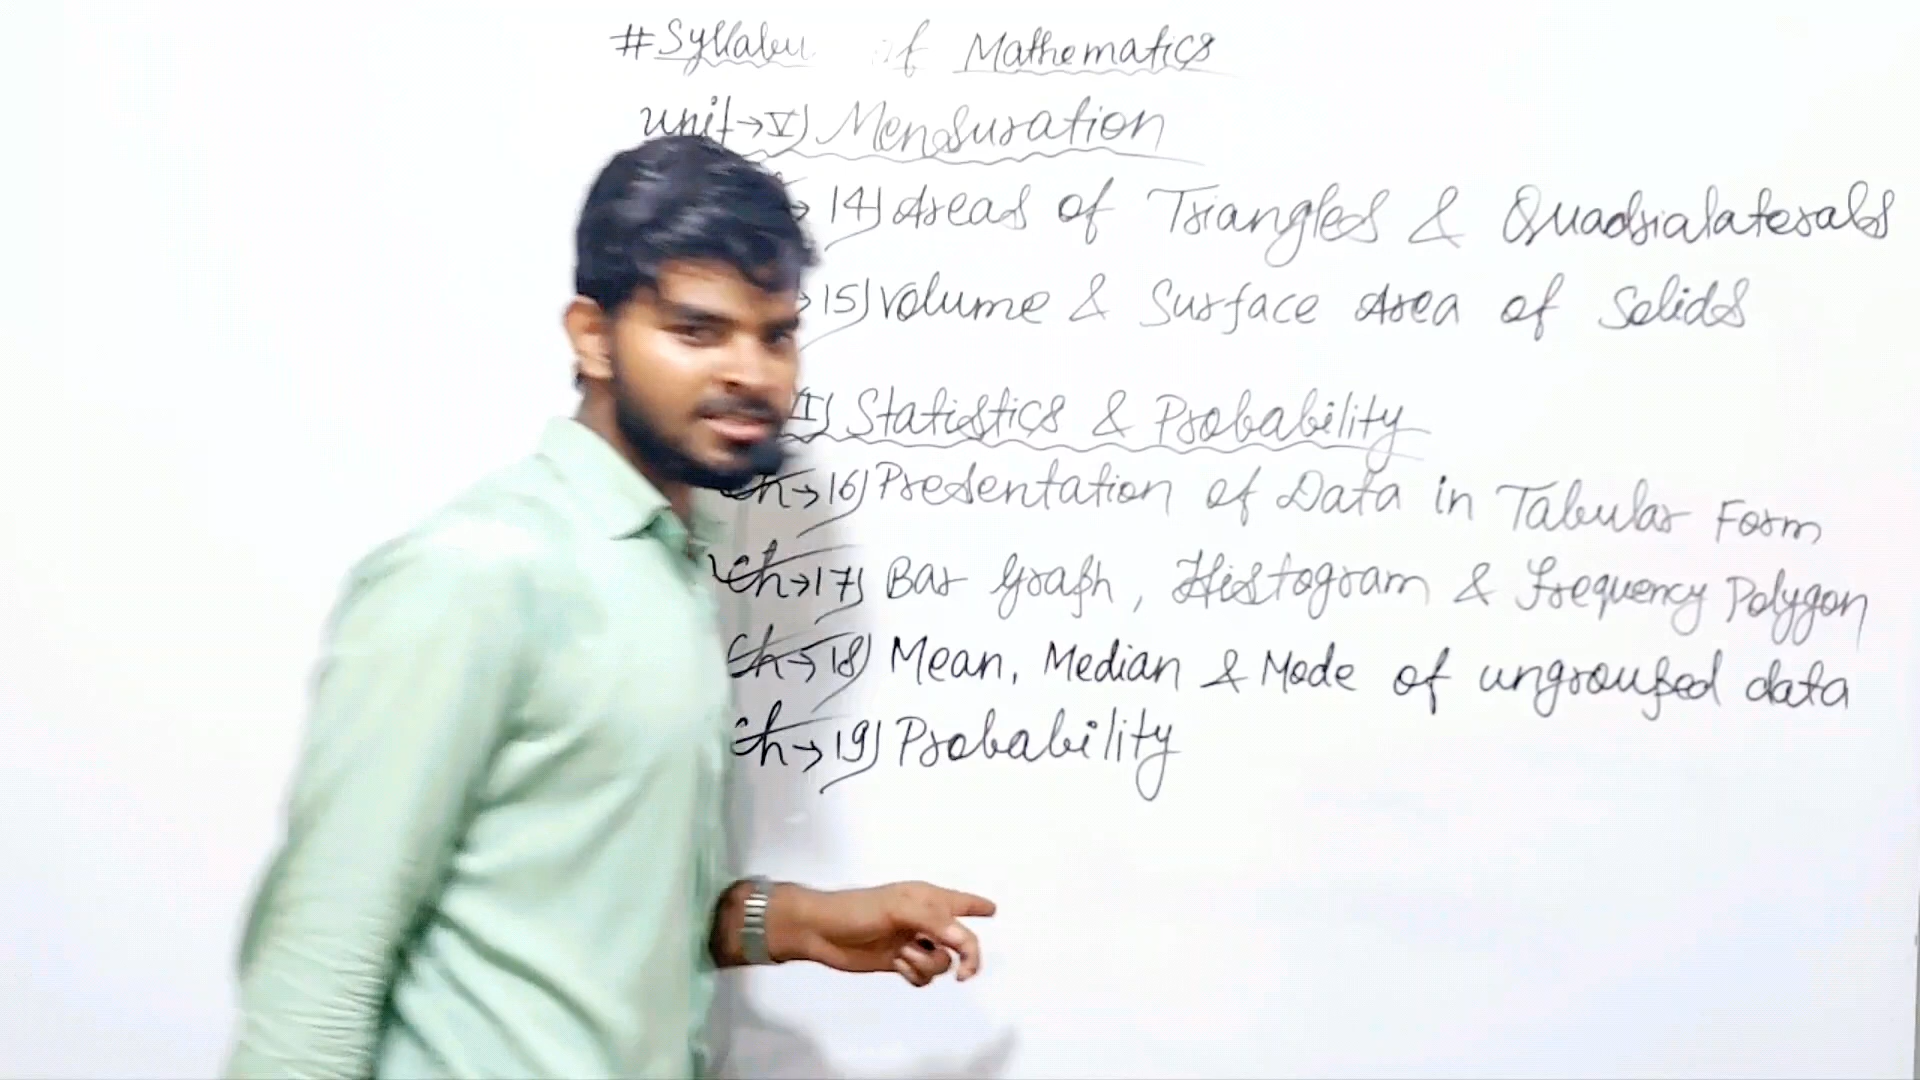 #Syllabu of Mathematics
unit→V) Mensuration
→ 14) Areas of Triangles & Quadrialaterals
→ 15) Volume & Surface Area of Solids
I) Statistics & Probability
Ch→16) Presentation of Data in Tabular Form
Ch→17) Bar Graph, Histogram & Frequency Polygon
Ch→18) Mean, Median & Mode of ungrouped data
Ch→19) Probability